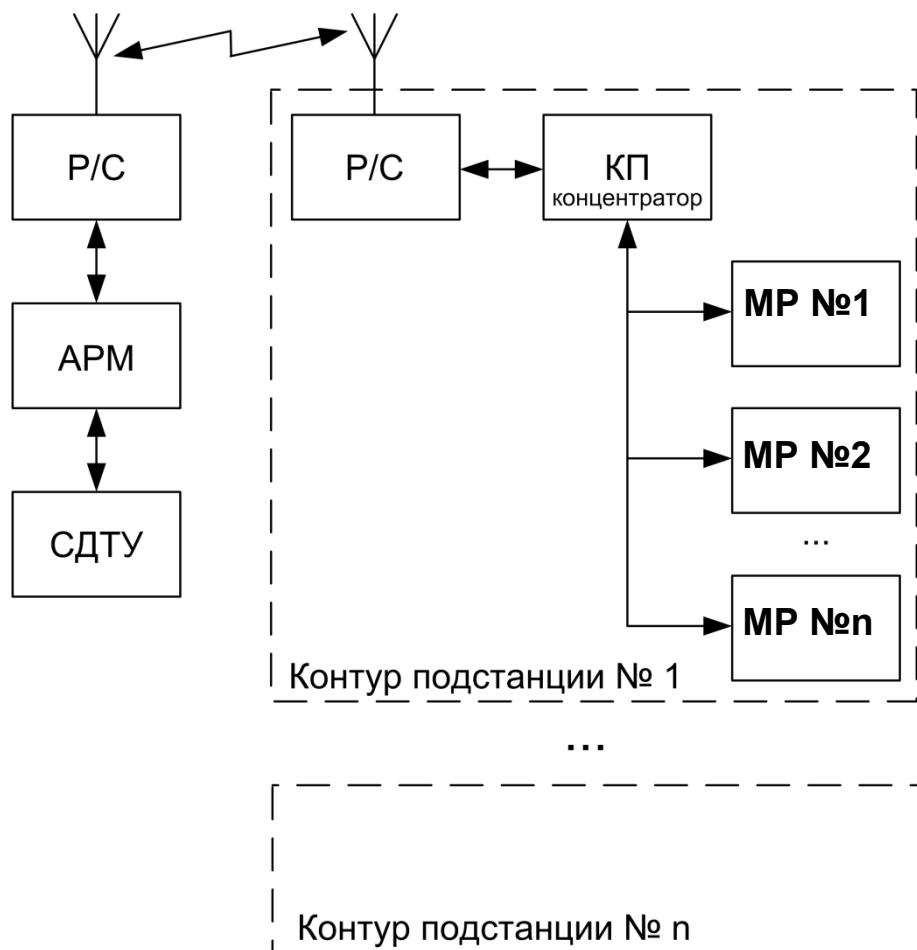 Р/С
АРМ
СДТУ
Р/С
КП
концентратор
МР №1
МР №2
...
МР №n
Контур подстанции № 1
...
Контур подстанции № n